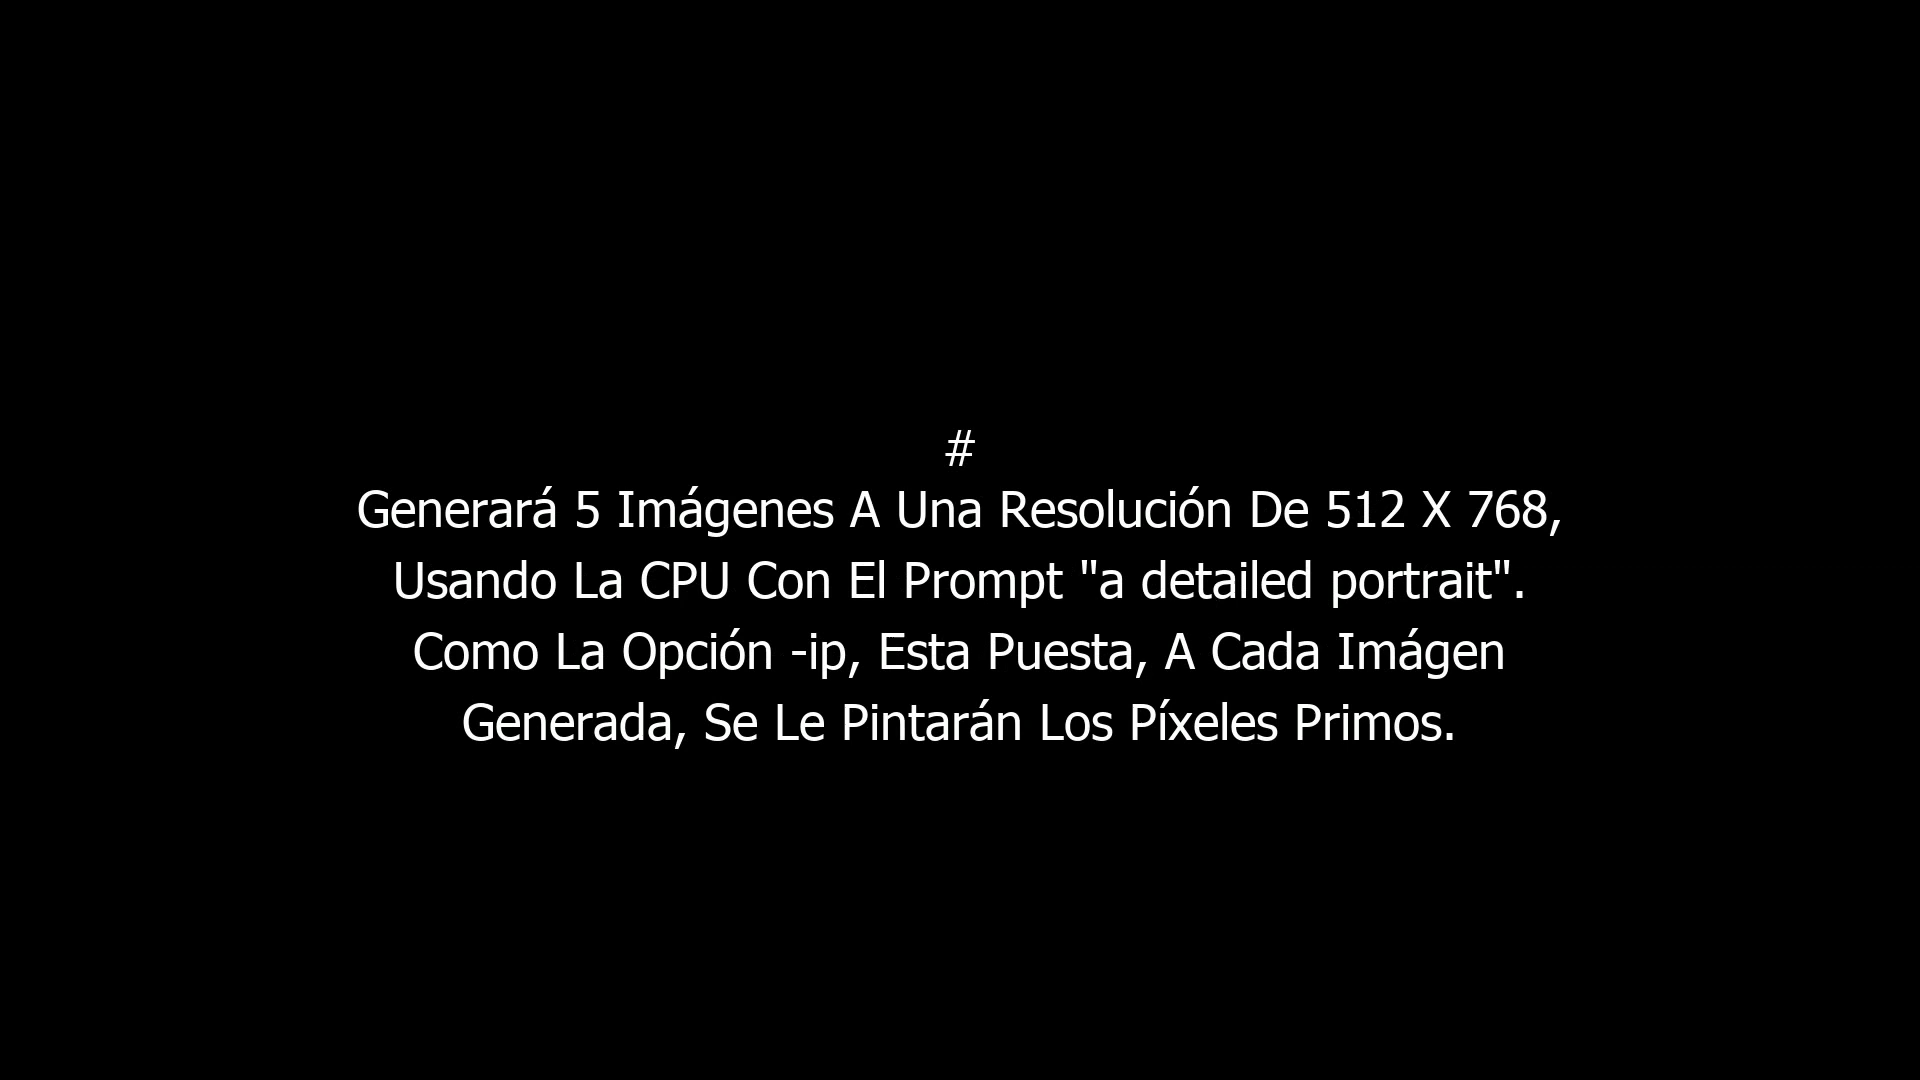 #
Generará 5 Imágenes A Una Resolución De 512 X 768,
Usando La CPU Con El Prompt "a detailed portrait".
Como La Opción -ip, Esta Puesta, A Cada Imágen
Generada, Se Le Pintarán Los Píxeles Primos.